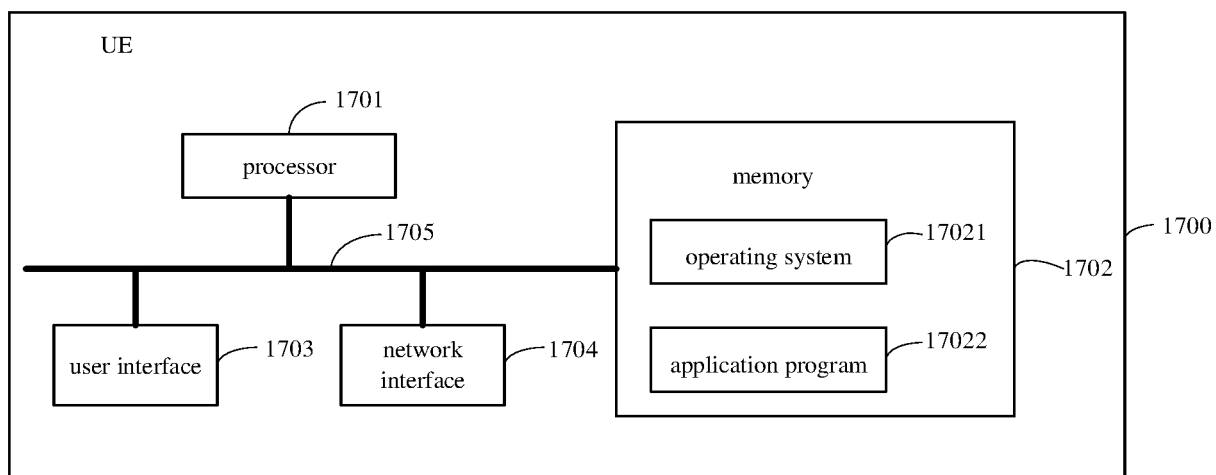 UE
1701
processor
memory
1705
17021
operating system
1700
1702
user interface
1703
network
interface
1704
17022
application program